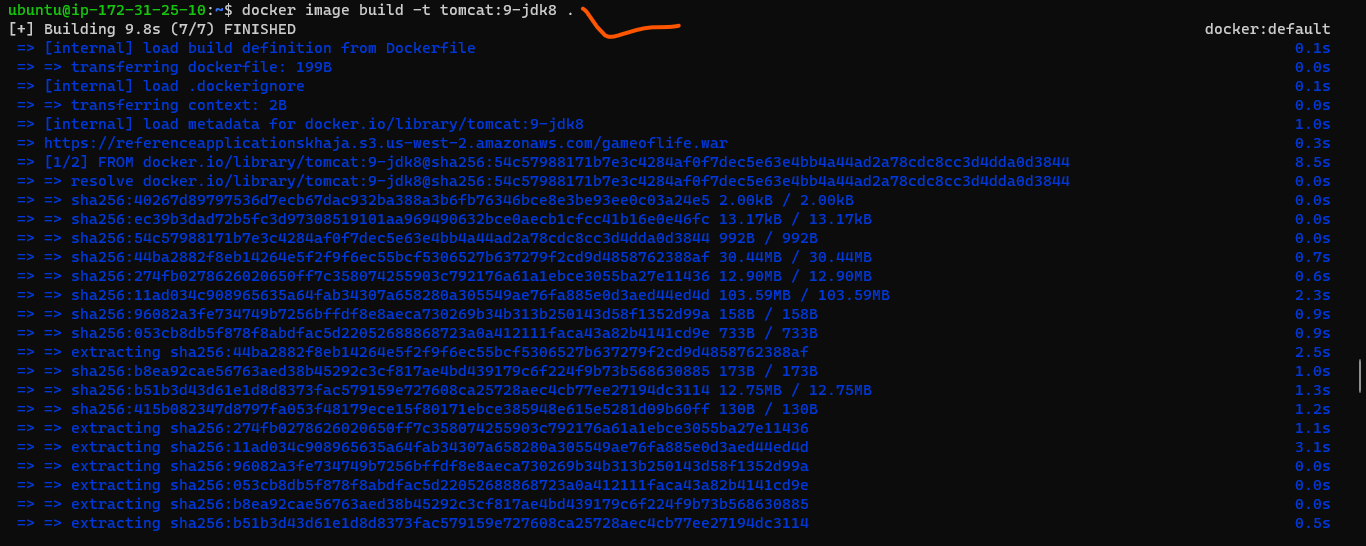 ubuntu@ip-172-31-25-10:~$ docker image build -t tomcat:9-jdk8 .
[+] Building 9.8s (7/7) FINISHED docker:default
=> [internal] load build definition from Dockerfile 0.1s
=> => transferring dockerfile: 199B 0.0s
=> [internal] load .dockerignore 0.1s
=> => transferring context: 2B 0.0s
=> [internal] load metadata for docker.io/library/tomcat:9-jdk8 1.0s
=> https://referenceapplicationskhaja.s3.us-west-2.amazonaws.com/gameoflife.war 0.3s
=> [1/2] FROM docker.io/library/tomcat:9-jdk8@sha256:54c57988171b7e3c4284af0f7dec5e63e4bb4a44ad2a78cdc8cc3d4dda0d3844 8.5s
=> => resolve docker.io/library/tomcat:9-jdk8@sha256:54c57988171b7e3c4284af0f7dec5e63e4bb4a44ad2a78cdc8cc3d4dda0d3844 0.0s
=> => sha256:40267d89797536d7ecb67dac932ba388a3b6fb76346bce8e3be93ee0c03a24e5 2.00kB / 2.00kB 0.0s
=> => sha256:ec39b3dad72b5fc3d97308519101aa969490632bce0aecb1cfcc41b16e0e46fc 13.17kB / 13.17kB 0.0s
=> => sha256:54c57988171b7e3c4284af0f7dec5e63e4bb4a44ad2a78cdc8cc3d4dda0d3844 992B / 992B 0.0s
=> => sha256:44ba2882f8eb14264e5f2f9f6ec55bcf5306527b637279f2cd9d4858762388af 30.44MB / 30.44MB 0.7s
=> => sha256:274fb0278626020650ff7c358074255903c792176a61a1ebce3055ba27e11436 12.90MB / 12.90MB 0.6s
=> => sha256:11ad034c908965635a64fab34307a658280a305549ae76fa885e0d3aed44ed4d 103.59MB / 103.59MB 2.3s
=> => sha256:96082a3fe734749b7256bffdf8e8aeca730269b34b313b250143d58f1352d99a 158B / 158B 0.9s
=> => sha256:053cb8db5f878f8abdfac5d22052688868723a0a412111faca43a82b4141cd9e 733B / 733B 0.9s
=> => extracting sha256:44ba2882f8eb14264e5f2f9f6ec55bcf5306527b637279f2cd9d4858762388af 2.5s
=> => sha256:b8ea92cae56763aed38b45292c3cf817ae4bd439179c6f224f9b73b568630885 173B / 173B 1.0s
=> => sha256:b51b3d43d61e1d8d8373fac579159e727608ca25728aec4cb77ee27194dc3114 12.75MB / 12.75MB 1.3s
=> => sha256:415b082347d8797fa053f48179ece15f80171ebce385948e615e5281d09b60ff 130B / 130B 1.2s
=> => extracting sha256:274fb0278626020650ff7c358074255903c792176a61a1ebce3055ba27e11436 1.1s
=> => extracting sha256:11ad034c908965635a64fab34307a658280a305549ae76fa885e0d3aed44ed4d 3.1s
=> => extracting sha256:96082a3fe734749b7256bffdf8e8aeca730269b34b313b250143d58f1352d99a 0.0s
=> => extracting sha256:053cb8db5f878f8abdfac5d22052688868723a0a412111faca43a82b4141cd9e 0.0s
=> => extracting sha256:b8ea92cae56763aed38b45292c3cf817ae4bd439179c6f224f9b73b568630885 0.0s
=> => extracting sha256:b51b3d43d61e1d8d8373fac579159e727608ca25728aec4cb77ee27194dc3114 0.5s